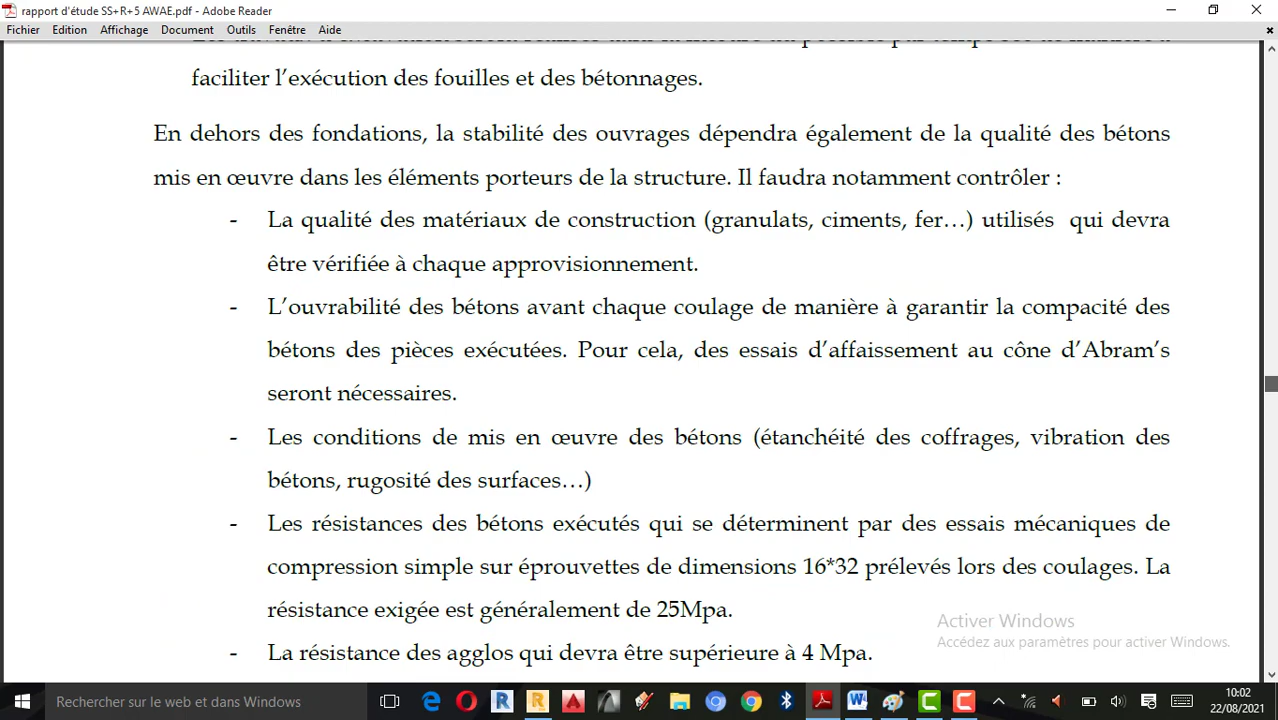 rapport d'étude SS+R+5 AWAE.pdf - Adobe Reader
Fichier Edition Affichage Document Outils Fenêtre Aide
faciliter l'exécution des fouilles et des bétonnages.
En dehors des fondations, la stabilité des ouvrages dépendra également de la qualité des bétons
mis en œuvre dans les éléments porteurs de la structure. Il faudra notamment contrôler :
- La qualité des matériaux de construction (granulats, ciments, fer…) utilisés qui devra
être vérifiée à chaque approvisionnement.
- L'ouvrabilité des bétons avant chaque coulage de manière à garantir la compacité des
bétons des pièces exécutées. Pour cela, des essais d'affaissement au cône d'Abram's
seront nécessaires.
- Les conditions de mis en œuvre des bétons (étanchéité des coffrages, vibration des
bétons, rugosité des surfaces…)
- Les résistances des bétons exécutés qui se déterminent par des essais mécaniques de
compression simple sur éprouvettes de dimensions 16*32 prélevés lors des coulages. La
résistance exigée est généralement de 25Mpa.
- La résistance des agglos qui devra être supérieure à 4 Mpa.
Activer Windows
Accédez aux paramètres pour activer Windows.
Rechercher sur le web et dans Windows
10:02
22/08/2021